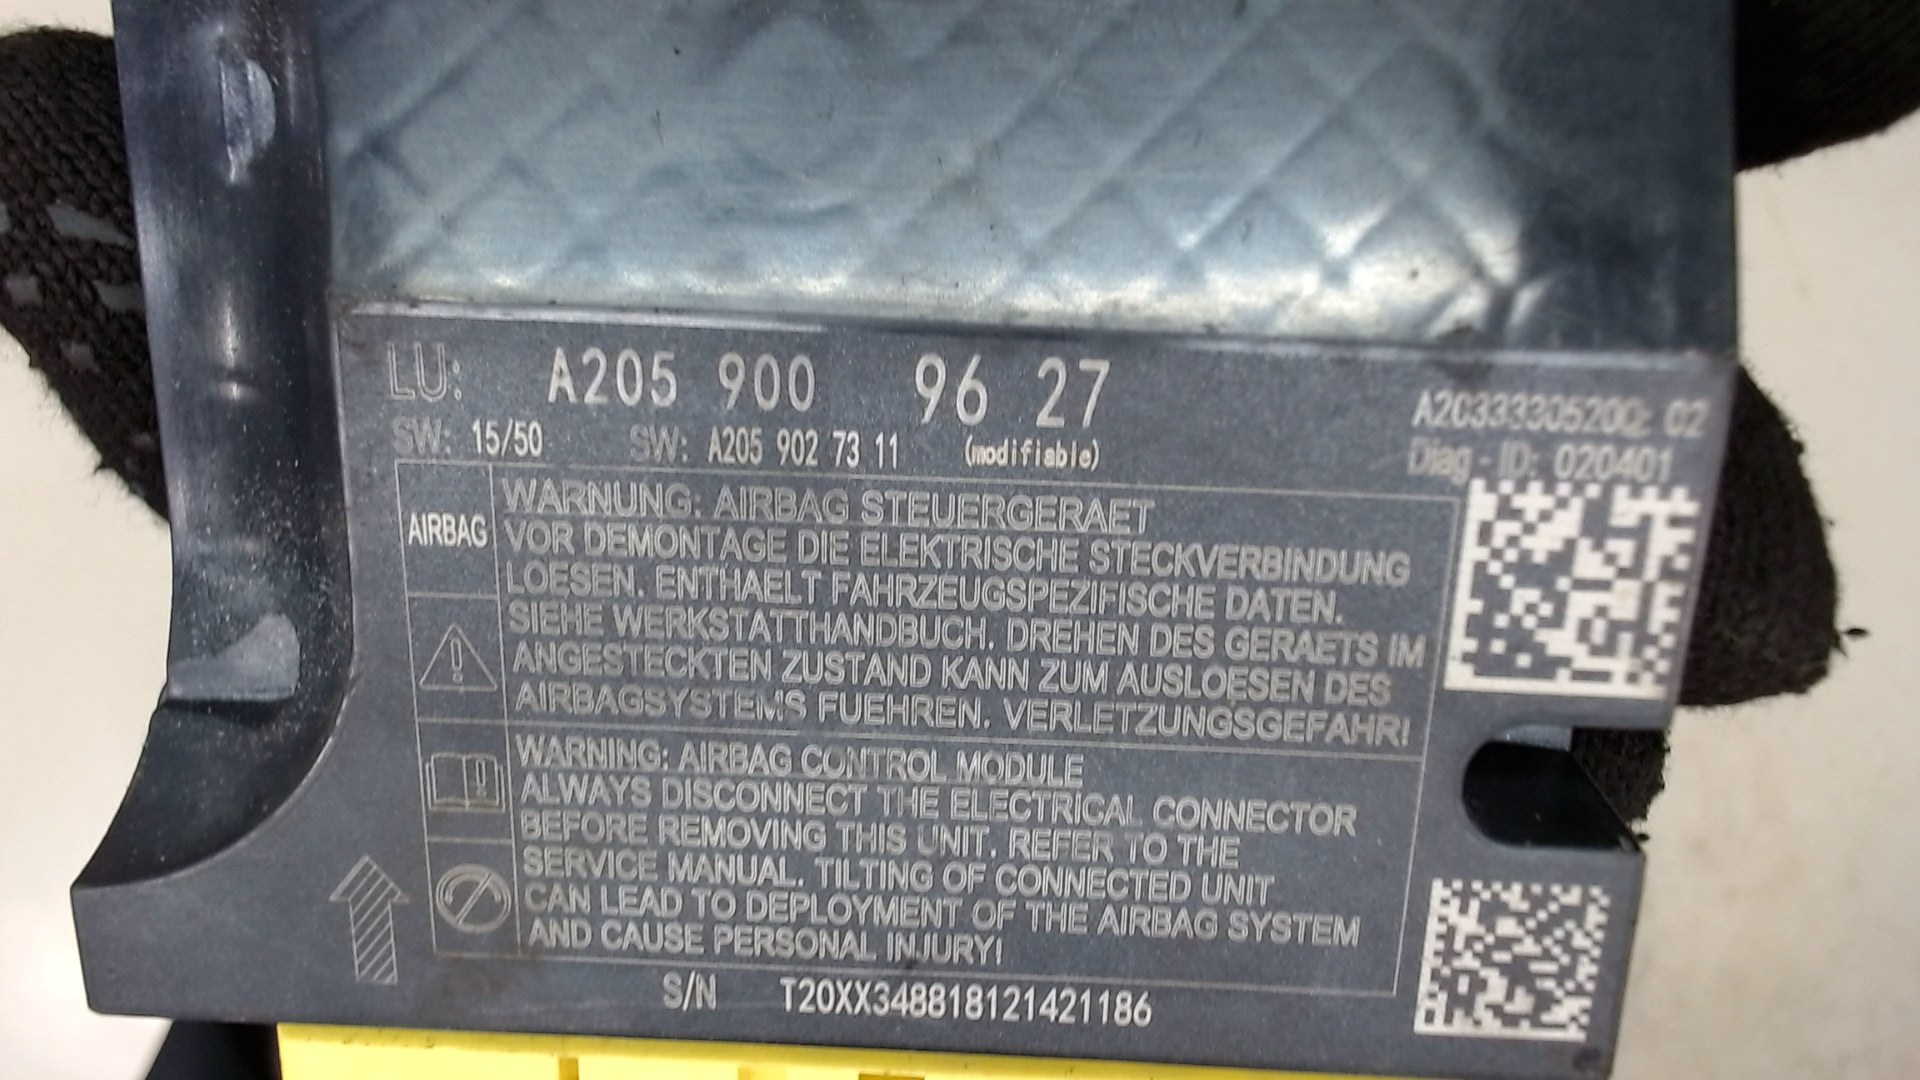 LU: A205 900 96 27
SW: 15/50 SW: A205 902 73 11 (modifiable)
A2C3333052000 02
Diag - ID: 020401
AIRBAG
WARNUNG: AIRBAG STEUERGERAET
VOR DEMONTAGE DIE ELEKTRISCHE STECKVERBINDUNG
LOESEN. ENTHAELT FAHRZEUGSPEZIFISCHE DATEN.
SIEHE WERKSTATTHANDBUCH. DREHEN DES GERAETS IM
ANGESTECKTEN ZUSTAND KANN ZUM AUSLOESEN DES
AIRBAGSYSTEMS FUEHREN. VERLETZUNGSGEFAHR!
WARNING: AIRBAG CONTROL MODULE
ALWAYS DISCONNECT THE ELECTRICAL CONNECTOR
BEFORE REMOVING THIS UNIT. REFER TO THE
SERVICE MANUAL. TILTING OF CONNECTED UNIT
CAN LEAD TO DEPLOYMENT OF THE AIRBAG SYSTEM
AND CAUSE PERSONAL INJURY!
S/N T20XX348818121421186